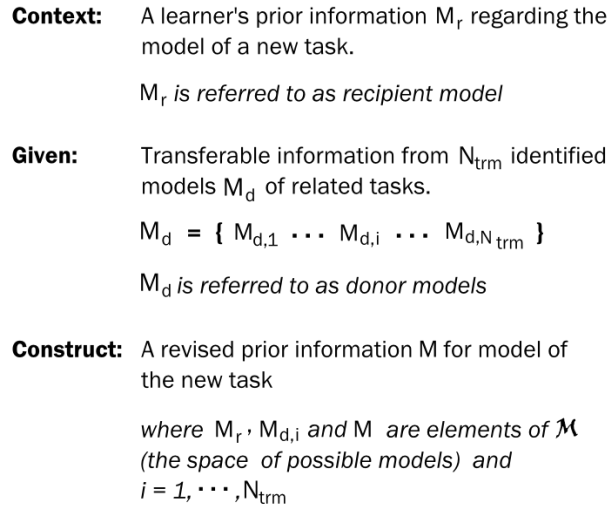 Context: A learner's prior information Mr regarding the
model of a new task.
Mr is referred to as recipient model
Given: Transferable information from Ntrm identified
models Md of related tasks.
Md = { Md,1 ··· Md,i ··· Md,Ntrm }
Md is referred to as donor models
Construct: A revised prior information M for model of
the new task
where Mr, Md,i and M are elements of ℳ
(the space of possible models) and
i = 1, ··· ,Ntrm